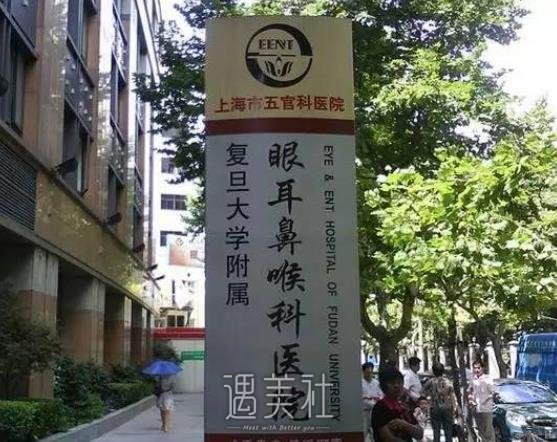 EENT
上海市五官科医院
复旦大学附属
眼耳鼻喉科医院
EYE & ENT HOSPITAL OF FUDAN UNIVERSITY
遇美社
Meet with Better you